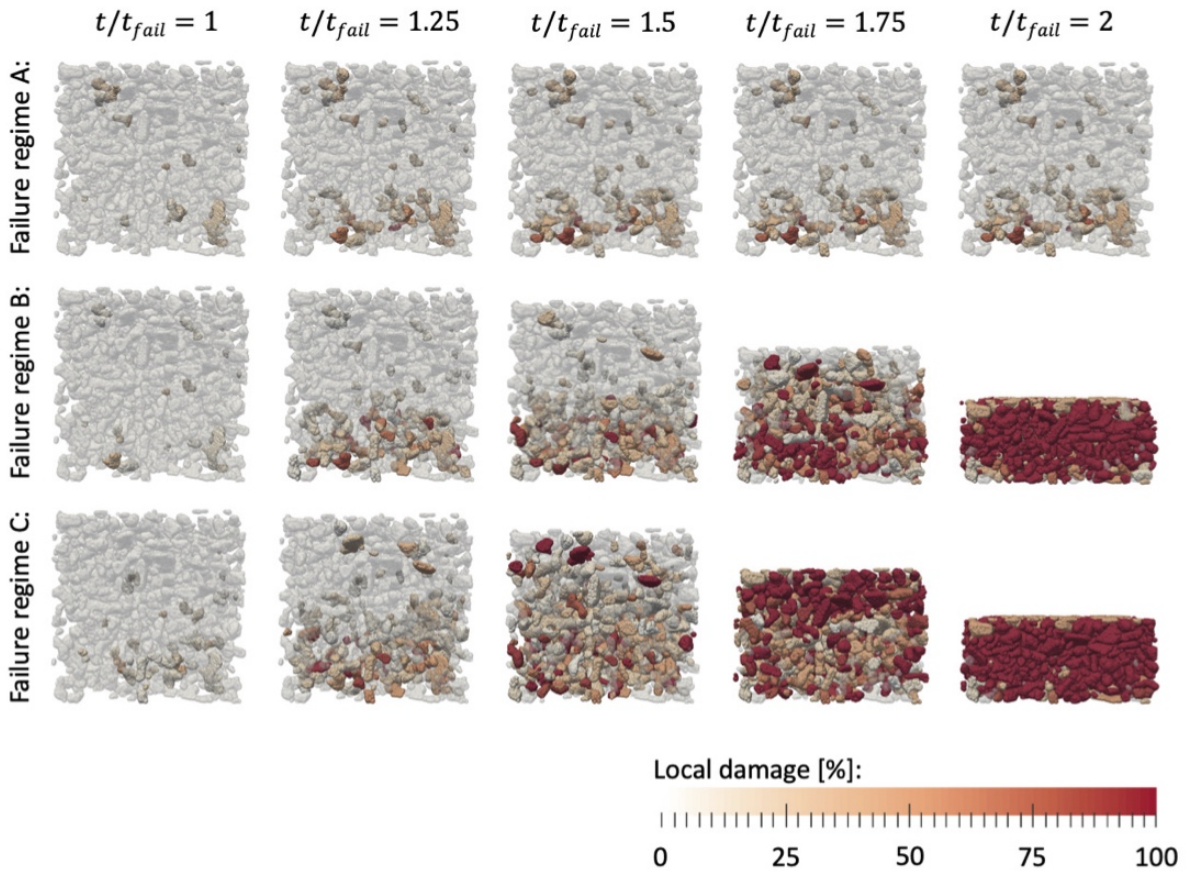 t/t_fail = 1 t/t_fail = 1.25 t/t_fail = 1.5 t/t_fail = 1.75 t/t_fail = 2
Failure regime A:
Failure regime B:
Failure regime C:
Local damage [%]:
0 25 50 75 100